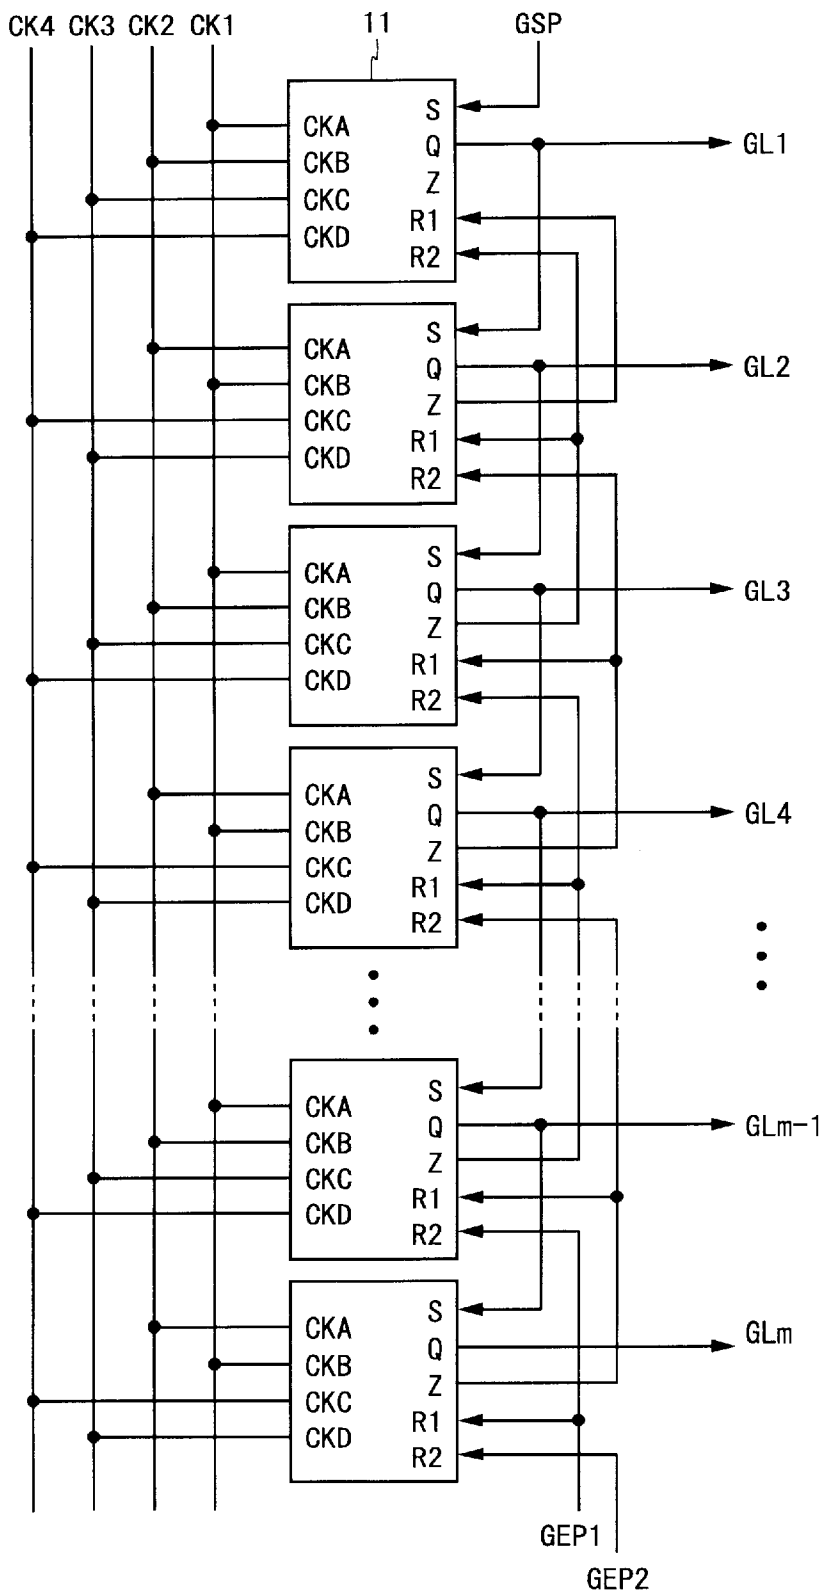 CK4 CK3 CK2 CK1 11 GSP
S
CKA
Q GL1
CKB
Z
CKC
R1
CKD
R2
S
CKA
Q GL2
CKB
Z
CKC
R1
CKD
R2
S
CKA
Q GL3
CKB
Z
CKC
R1
CKD
R2
S
CKA
Q GL4
CKB
Z
CKC
R1
CKD
R2
S
CKA
Q GLm-1
CKB
Z
CKC
R1
CKD
R2
S
CKA
Q GLm
CKB
Z
CKC
R1
CKD
R2
GEP1
GEP2